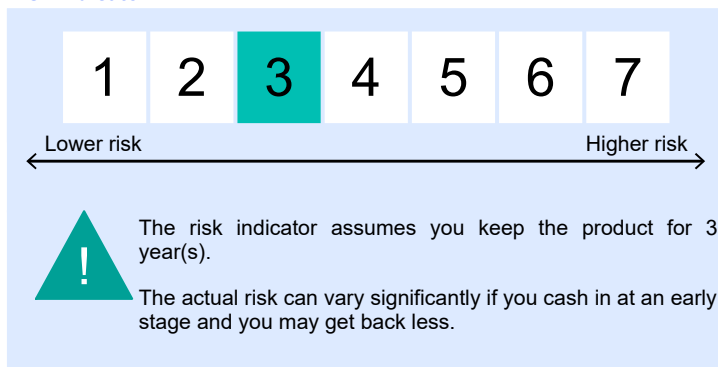 1 2 3 4 5 6 7
Lower risk Higher risk
!
The risk indicator assumes you keep the product for 3
year(s).
The actual risk can vary significantly if you cash in at an early
stage and you may get back less.